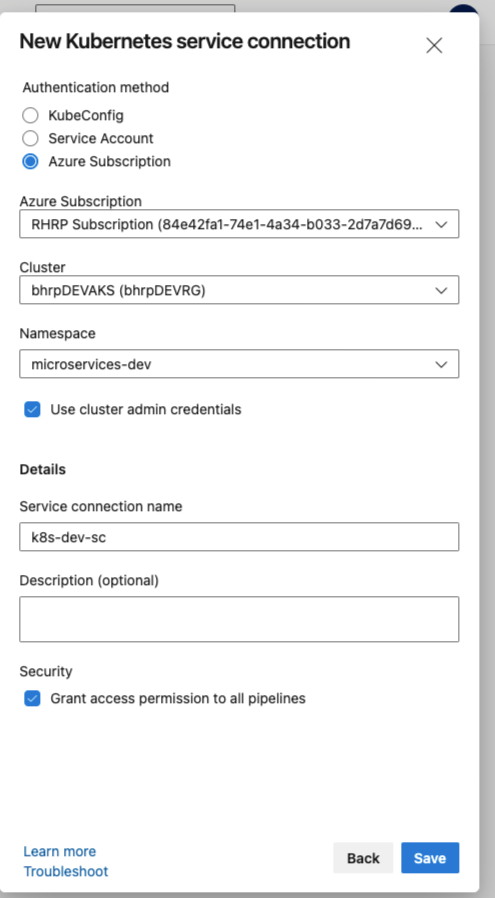 New Kubernetes service connection
Authentication method
KubeConfig
Service Account
Azure Subscription
Azure Subscription
RHRP Subscription (84e42fa1-74e1-4a34-b033-2d7a7d69...
Cluster
bhrpDEVAKS (bhrpDEVRG)
Namespace
microservices-dev
Use cluster admin credentials
Details
Service connection name
k8s-dev-sc
Description (optional)
Security
Grant access permission to all pipelines
Learn more
Troubleshoot
Back
Save